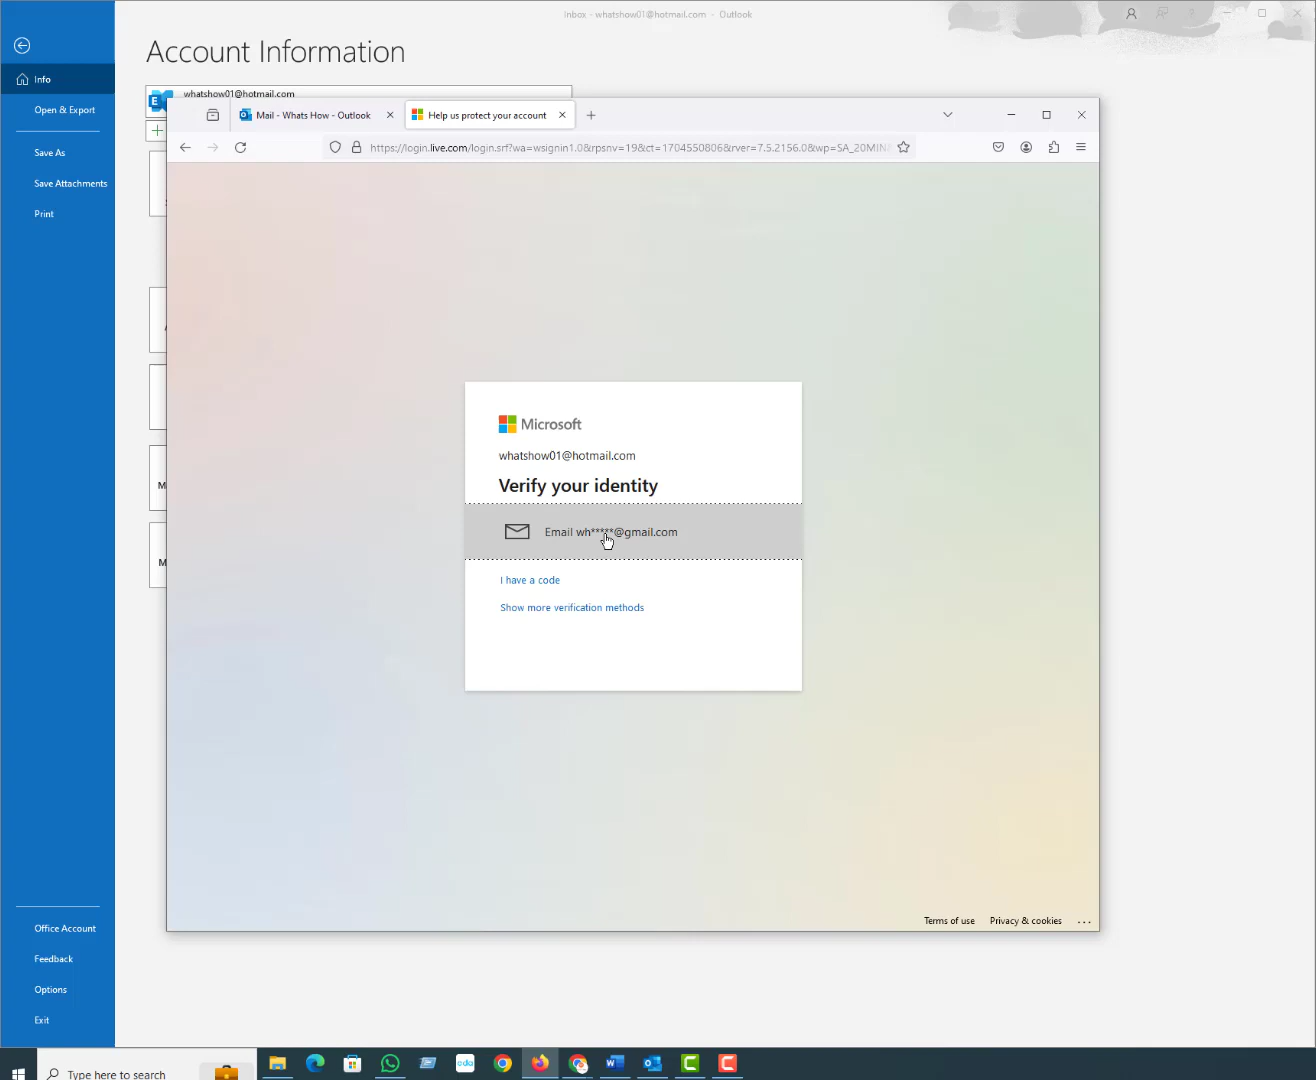 Inbox - whatshow01@hotmail.com - Outlook
Account Information
Info
Open & Export
Save As
Save Attachments
Print
Office Account
Feedback
Options
Exit
whatshow01@hotmail.com
Mail - Whats How - Outlook
Help us protect your account
https://login.live.com/login.srf?wa=wsignin1.0&rpsnv=19&ct=1704550806&rver=7.5.2156.0&wp=SA_20MIN&
Microsoft
whatshow01@hotmail.com
Verify your identity
Email wh*****@gmail.com
I have a code
Show more verification methods
Terms of use
Privacy & cookies
...
M
M
Type here to search